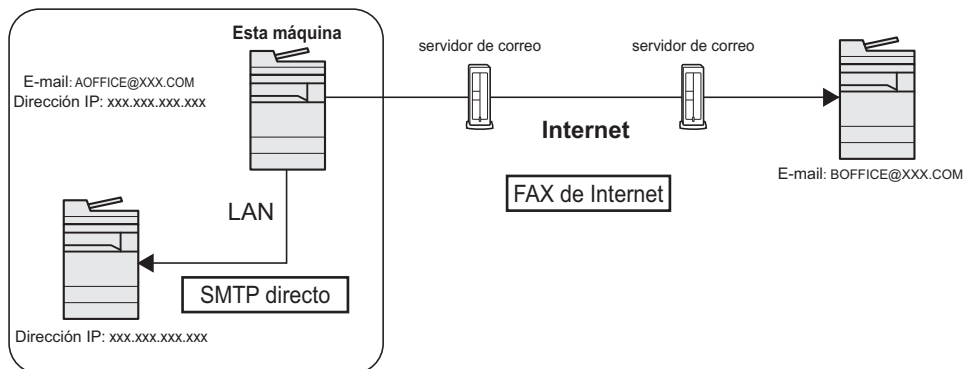 Esta máquina
servidor de correo
servidor de correo
E-mail: AOFFICE@XXX.COM
Dirección IP: xxx.xxx.xxx.xxx
Internet
E-mail: BOFFICE@XXX.COM
FAX de Internet
LAN
SMTP directo
Dirección IP: xxx.xxx.xxx.xxx